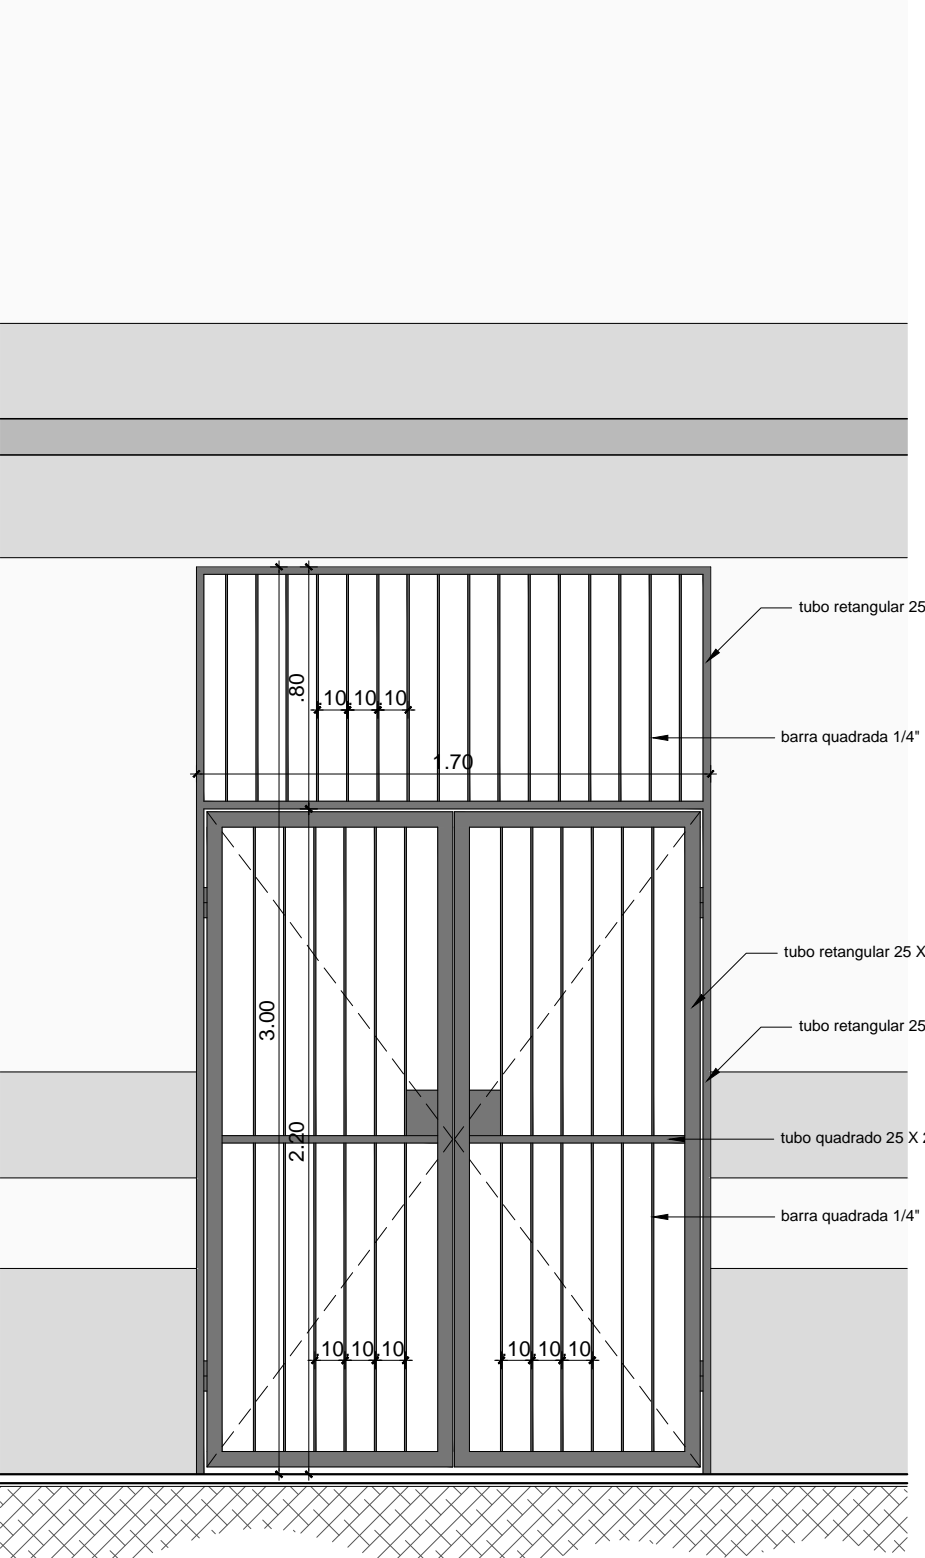 tubo retangular 25
.80
.10 .10 .10
barra quadrada 1/4"
1.70
tubo retangular 25 X
3.00
tubo retangular 25
2.20
tubo quadrado 25 X 2
barra quadrada 1/4"
.10 .10 .10
.10 .10 .10